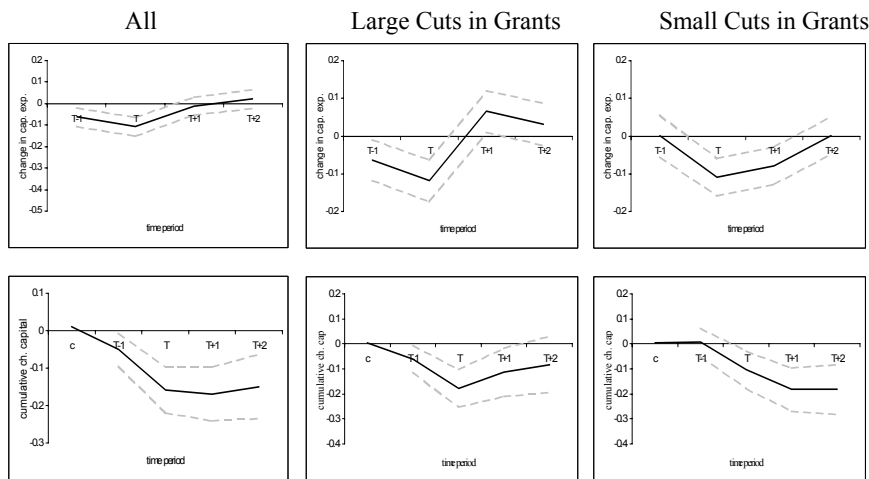 All
Large Cuts in Grants
Small Cuts in Grants
0.2
0.1
0
-0.1
-0.2
-0.3
-0.4
-0.5
change in cap. exp.
T-1
T
T+1
T+2
time period
0.2
0.1
0
-0.1
-0.2
change in cap. exp.
T-1
T
T+1
T+2
time period
0.2
0.1
0
-0.1
-0.2
change in cap. exp.
T-1
T
T+1
T+2
time period
0.1
0
-0.1
-0.2
-0.3
cumulative ch. capital
c
T-1
T
T+1
T+2
time period
0.2
0.1
0
-0.1
-0.2
-0.3
-0.4
cumulative ch. cap
c
T-1
T
T+1
T+2
time period
0.2
0.1
0
-0.1
-0.2
-0.3
-0.4
cumulative ch. cap
c
T-1
T
T+1
T+2
time period